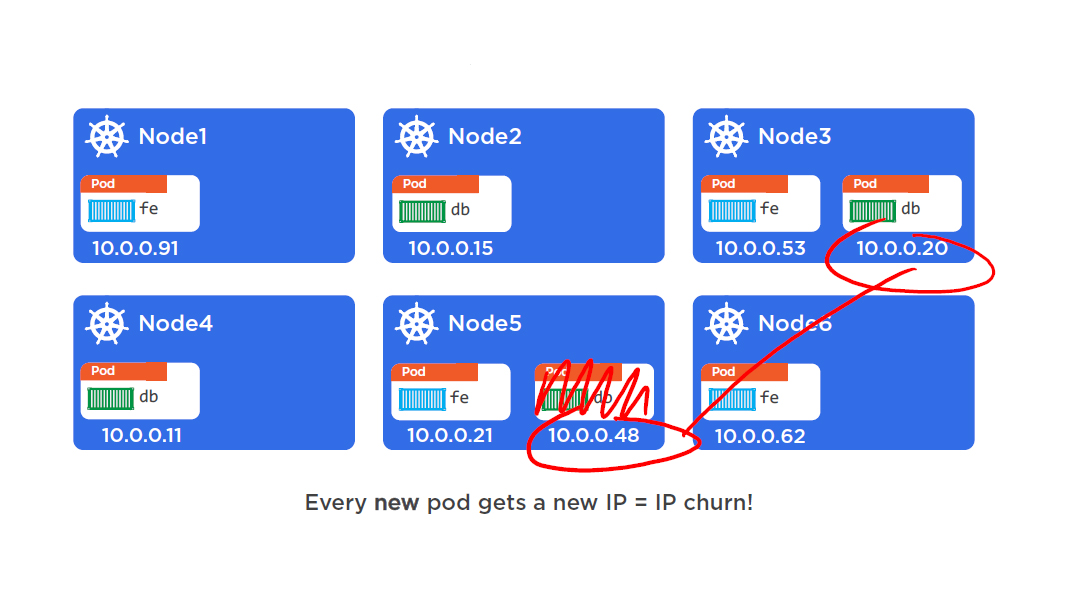 Node1
Pod
fe
10.0.0.91
Node2
Pod
db
10.0.0.15
Node3
Pod
fe
10.0.0.53
Pod
db
10.0.0.20
Node4
Pod
db
10.0.0.11
Node5
Pod
fe
10.0.0.21
Pod
db
10.0.0.48
Node6
Pod
fe
10.0.0.62
Every new pod gets a new IP = IP churn!